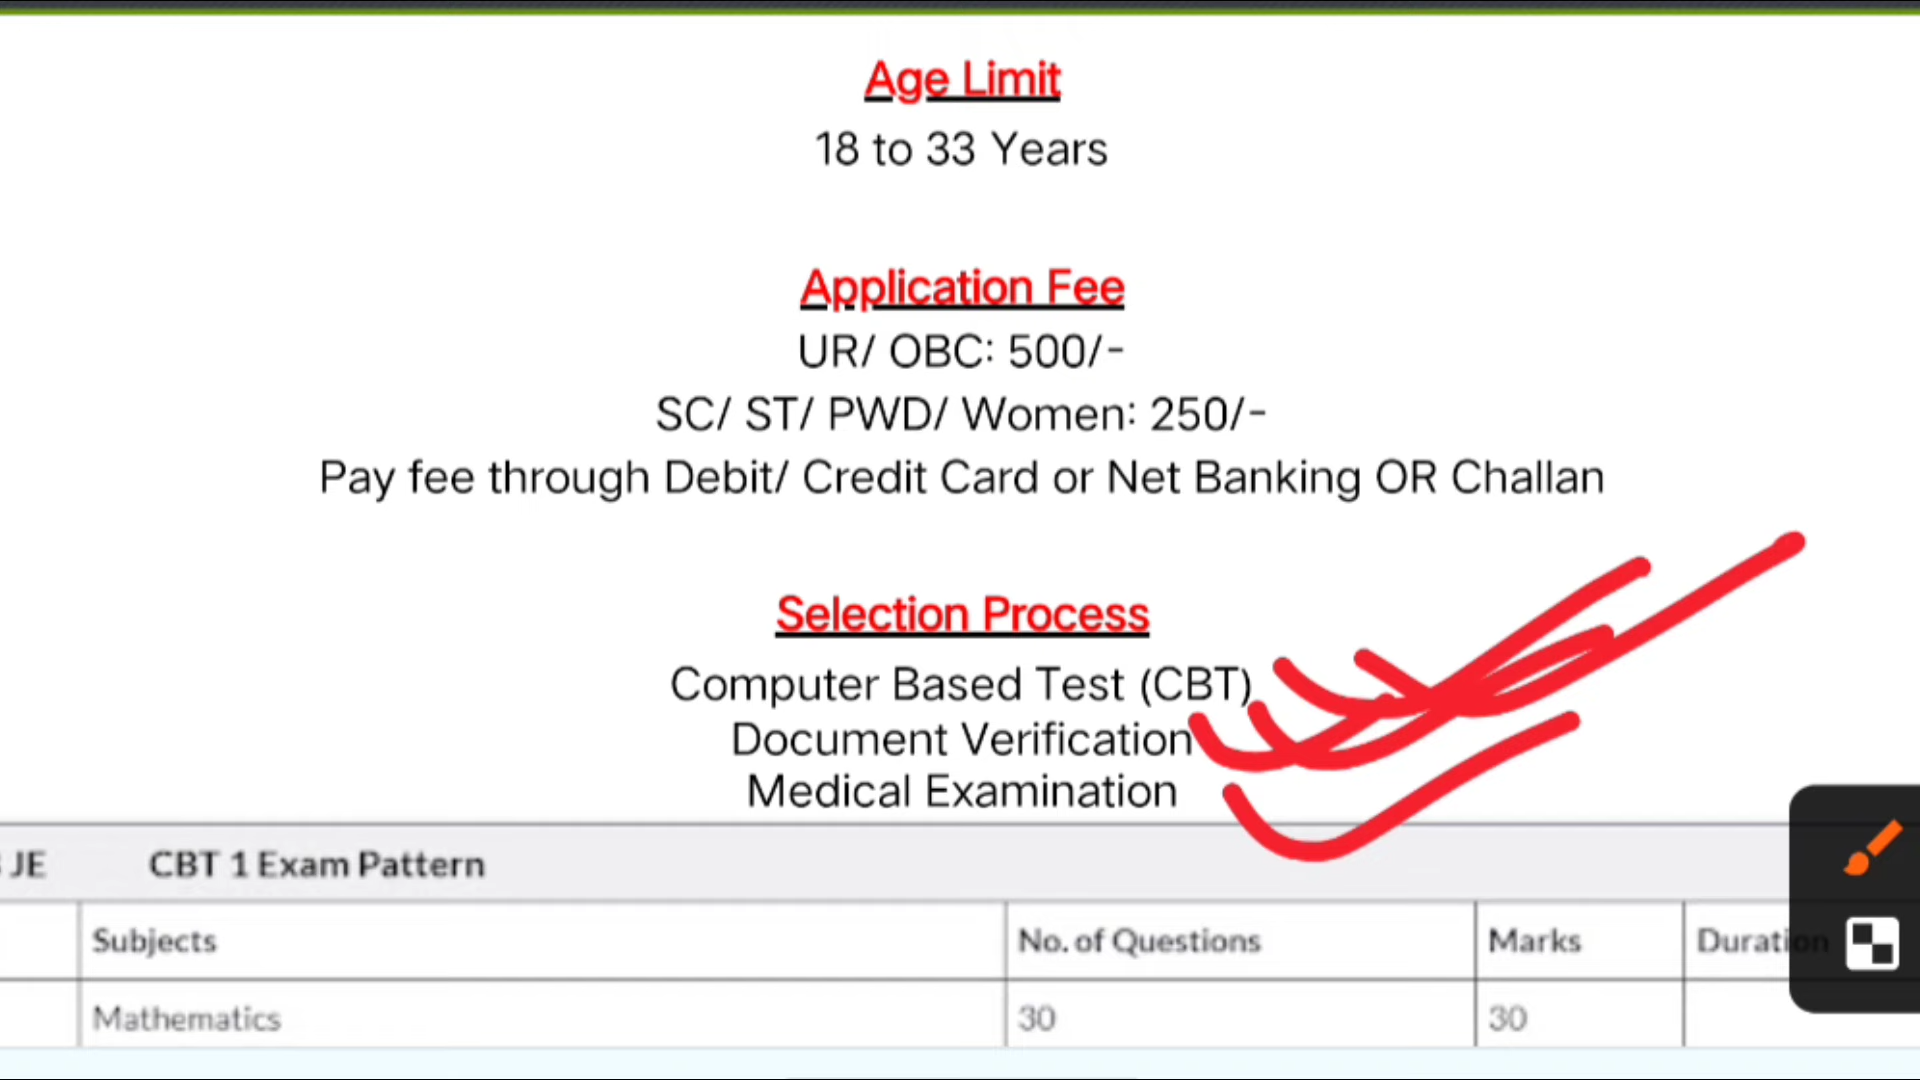 Age Limit
18 to 33 Years
Application Fee
UR/ OBC: 500/-
SC/ ST/ PWD/ Women: 250/-
Pay fee through Debit/ Credit Card or Net Banking OR Challan
Selection Process
Computer Based Test (CBT)
Document Verification
Medical Examination
JE CBT 1 Exam Pattern
Subjects No. of Questions Marks Duration
Mathematics 30 30